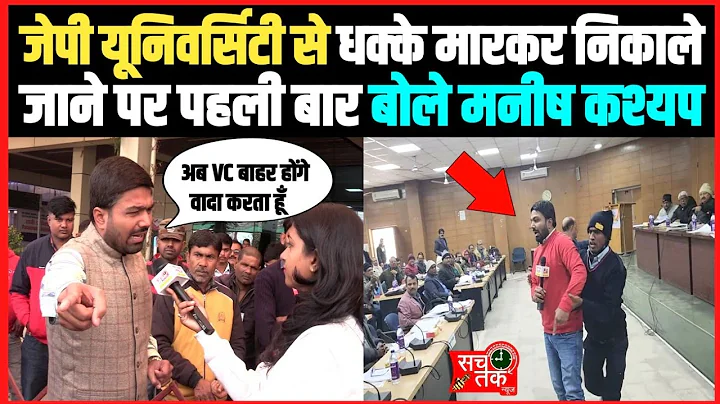 जेपी यूनिवर्सिटी से धक्के मारकर निकाले
जाने पर पहली बार बोले मनीष कश्यप
अब VC बाहर होंगे
वादा करता हूँ
सच
तक
न्यूज